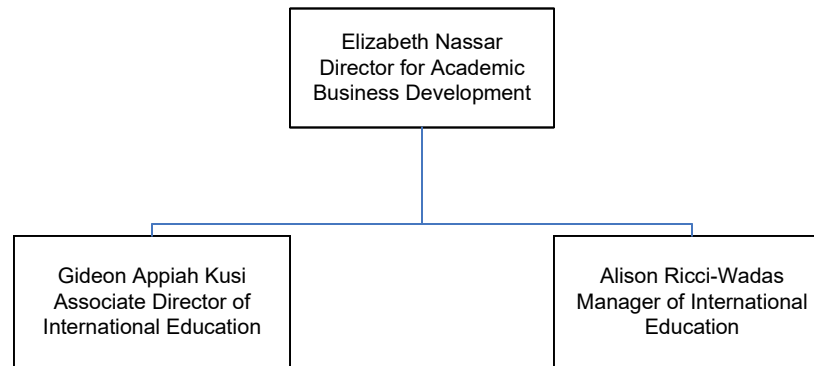 Elizabeth Nassar
Director for Academic
Business Development
Gideon Appiah Kusi
Associate Director of
International Education
Alison Ricci-Wadas
Manager of International
Education